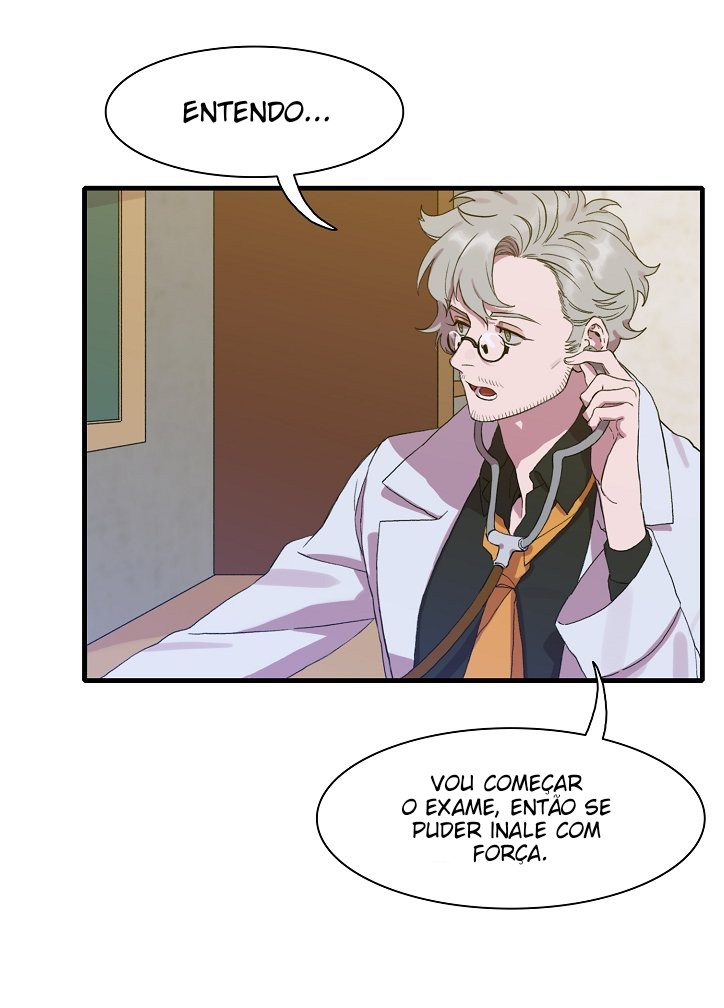 ENTENDO...
VOU COMEÇAR
O EXAME, ENTÃO SE
PUDER INALE COM
FORÇA.